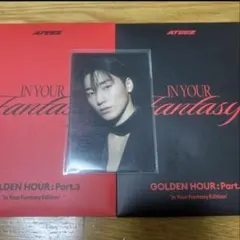 ATEEZ
IN YOUR
Fantasy
GOLDEN HOUR : Part.3
'In Your Fantasy Edition'
ATEEZ
IN YOUR
Fantasy
GOLDEN HOUR : Part.
'In Your Fantasy Edition'